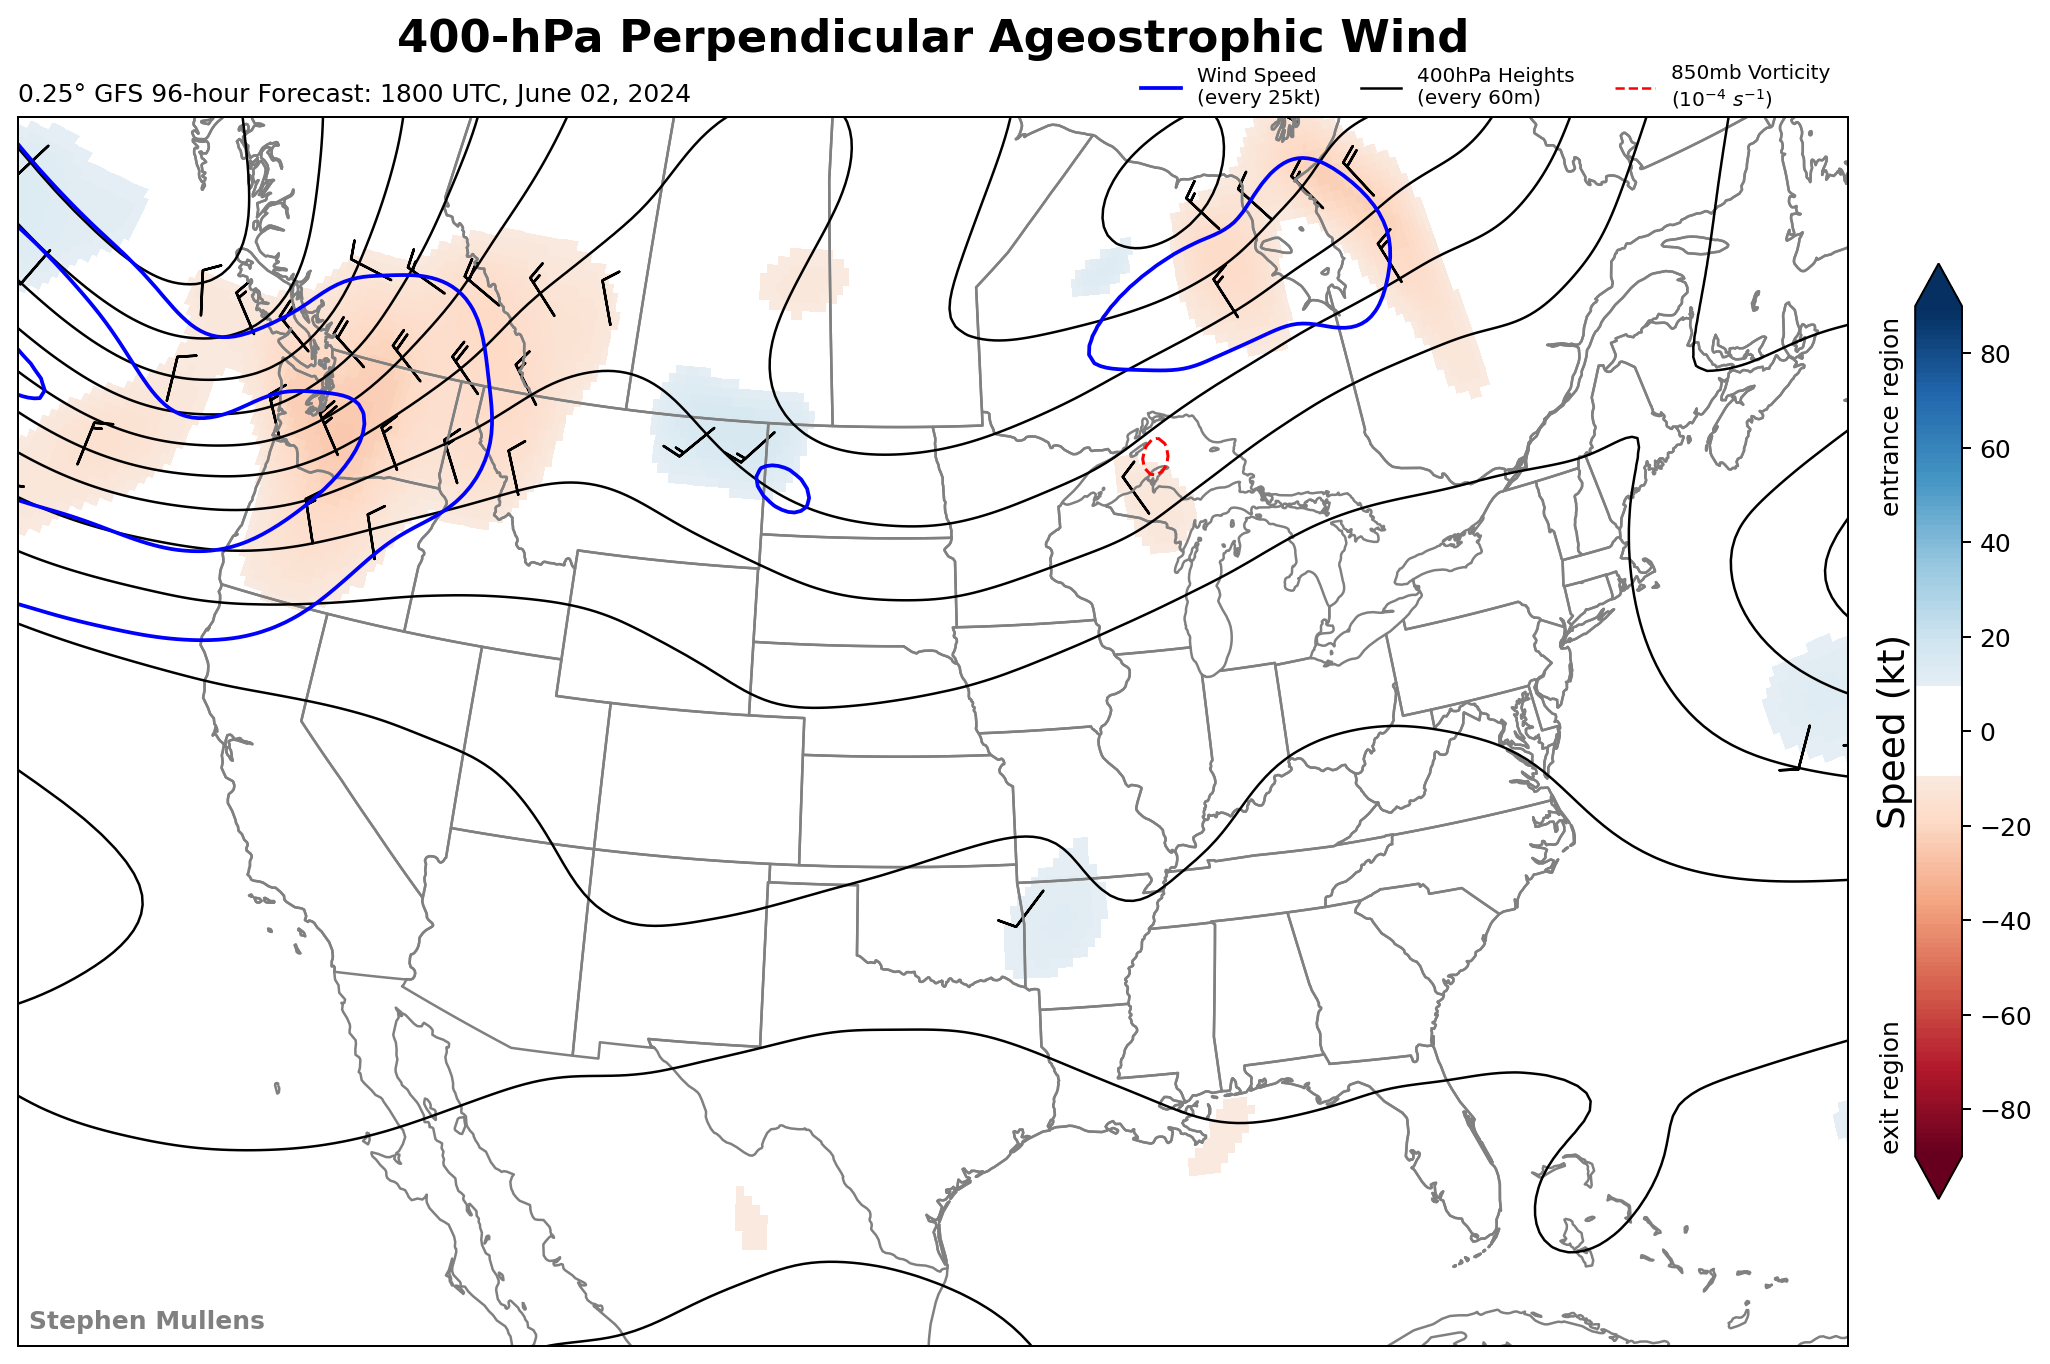 400-hPa Perpendicular Ageostrophic Wind
0.25° GFS 96-hour Forecast: 1800 UTC, June 02, 2024
Wind Speed
(every 25kt)
400hPa Heights
(every 60m)
850mb Vorticity
(10⁻⁴ s⁻¹)
entrance region
Speed (kt)
exit region
80
60
40
20
0
−20
−40
−60
−80
Stephen Mullens